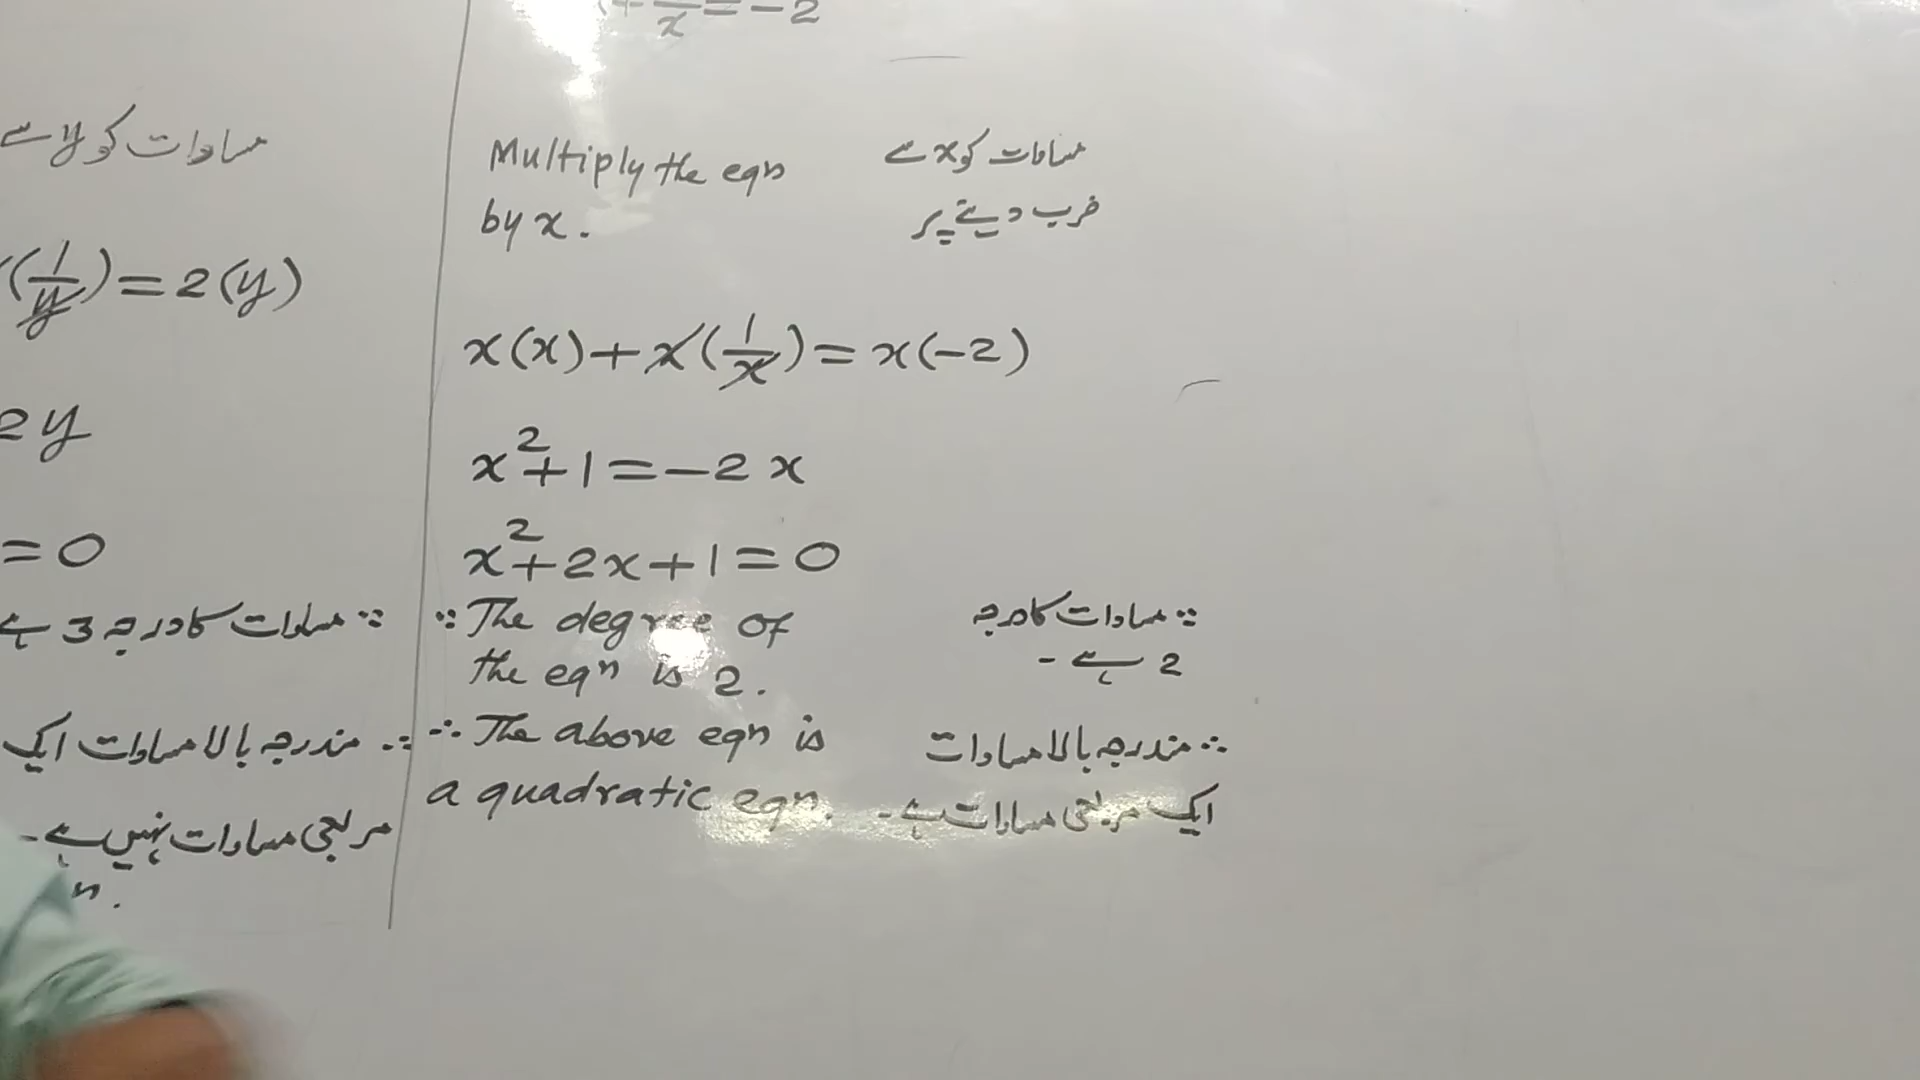 مساوات کو y سے
(1/y) = 2(y)
2y
= 0
∵ مساوات کا درجہ 3 ہے
∴ مندرجہ بالا مساوات ایک
مربعی مساوات نہیں ہے۔
n.
+ 1/x = -2
Multiply the eqn
by x.
مساوات کو x سے
ضرب دینے پر
x(x) + x(1/x) = x(-2)
x² + 1 = -2x
x² + 2x + 1 = 0
∵ The degree of
the eqn is 2.
∵ مساوات کا درجہ
2 ہے -
∴ The above eqn is
a quadratic eqn.
∴ مندرجہ بالا مساوات
ایک مربعی مساوات ہے -